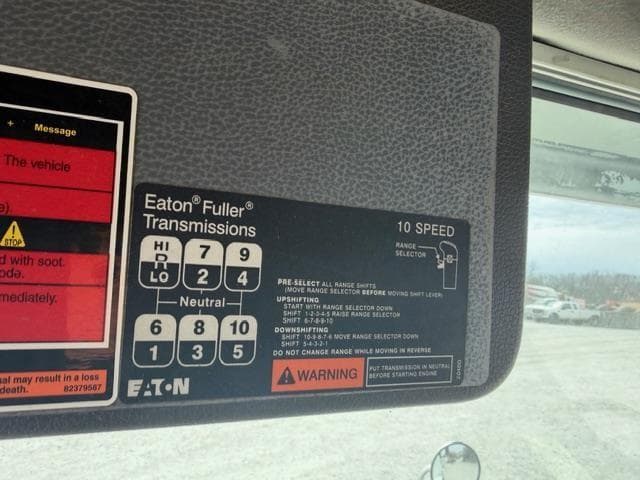 + Message
The vehicle
e)
STOP
d with soot.
ode.
mediately.
al may result in a loss
death. 82379567
Eaton® Fuller®
Transmissions
10 SPEED
RANGE
SELECTOR
HI 7 9
R
LO 2 4
Neutral
6 8 10
1 3 5
EATON
PRE-SELECT ALL RANGE SHIFTS
(MOVE RANGE SELECTOR BEFORE MOVING SHIFT LEVER)
UPSHIFTING
START WITH RANGE SELECTOR DOWN
SHIFT 1-2-3-4-5 RAISE RANGE SELECTOR
SHIFT 6-7-8-9-10
DOWNSHIFTING
SHIFT 10-9-8-7-6 MOVE RANGE SELECTOR DOWN
SHIFT 5-4-3-2-1
DO NOT CHANGE RANGE WHILE MOVING IN REVERSE
WARNING
PUT TRANSMISSION IN NEUTRAL
BEFORE STARTING ENGINE